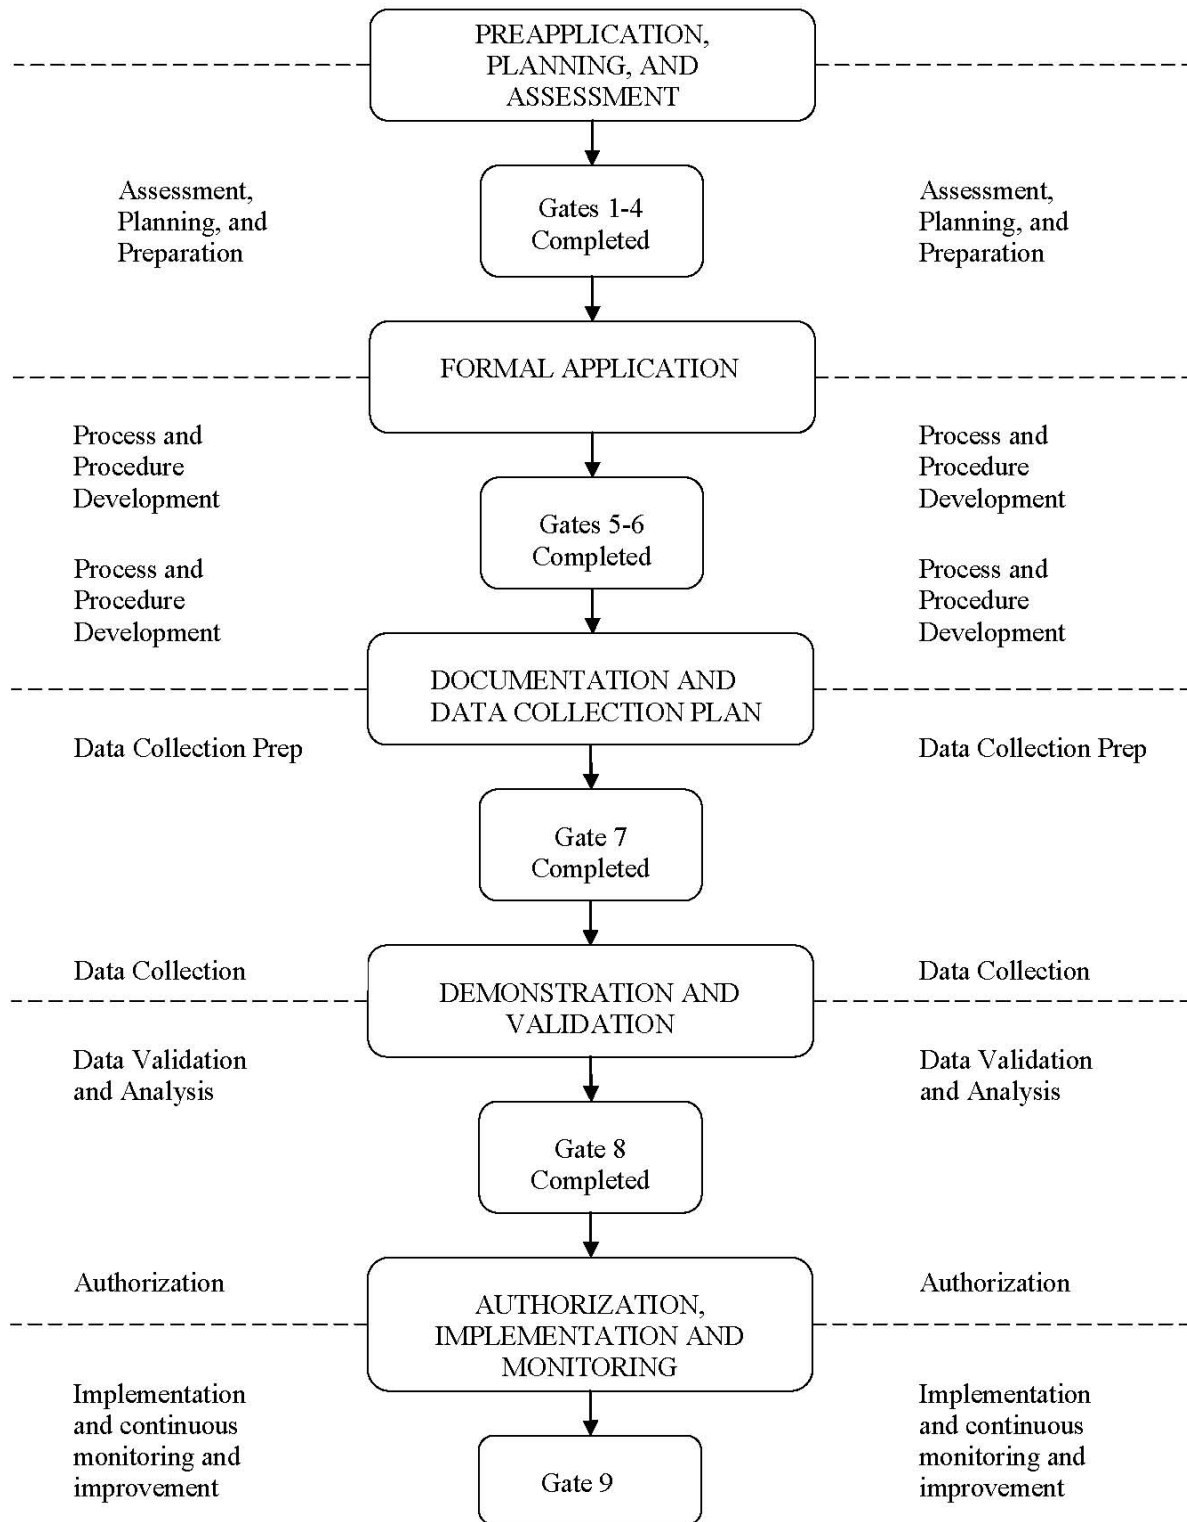 PREAPPLICATION,
PLANNING, AND
ASSESSMENT
Assessment,
Planning, and
Preparation
Gates 1-4
Completed
Assessment,
Planning, and
Preparation
FORMAL APPLICATION
Process and
Procedure
Development
Process and
Procedure
Development
Gates 5-6
Completed
Process and
Procedure
Development
Process and
Procedure
Development
DOCUMENTATION AND
DATA COLLECTION PLAN
Data Collection Prep
Data Collection Prep
Gate 7
Completed
Data Collection
Data Collection
DEMONSTRATION AND
VALIDATION
Data Validation
and Analysis
Data Validation
and Analysis
Gate 8
Completed
Authorization
Authorization
AUTHORIZATION,
IMPLEMENTATION AND
MONITORING
Implementation
and continuous
monitoring and
improvement
Gate 9
Implementation
and continuous
monitoring and
improvement